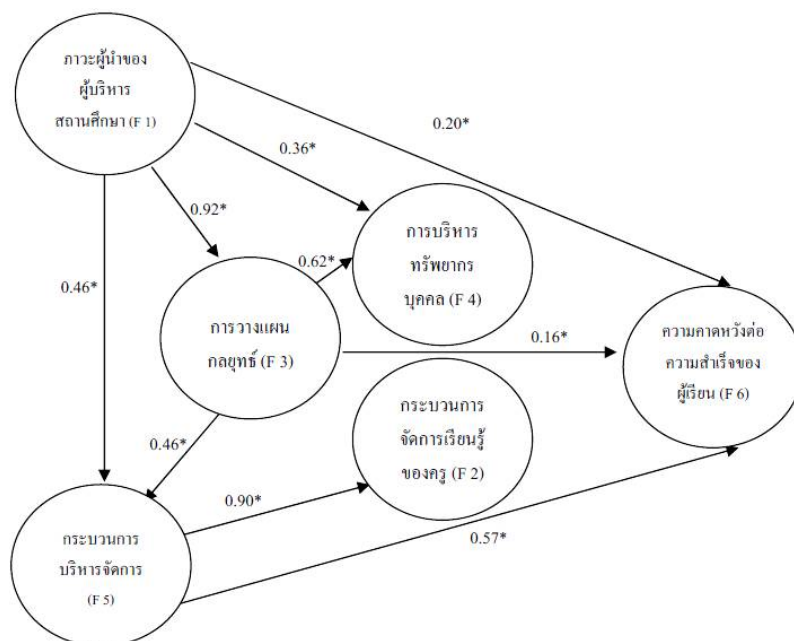 ภาวะผู้นำของ
ผู้บริหาร
สถานศึกษา (F 1)
0.20*
0.36*
0.92*
การบริหาร
ทรัพยากร
บุคคล (F 4)
0.62*
0.46*
การวางแผน
กลยุทธ์ (F 3)
0.16*
ความคาดหวังต่อ
ความสำเร็จของ
ผู้เรียน (F 6)
กระบวนการ
จัดการเรียนรู้
ของครู (F 2)
0.46*
0.90*
0.57*
กระบวนการ
บริหารจัดการ
(F 5)